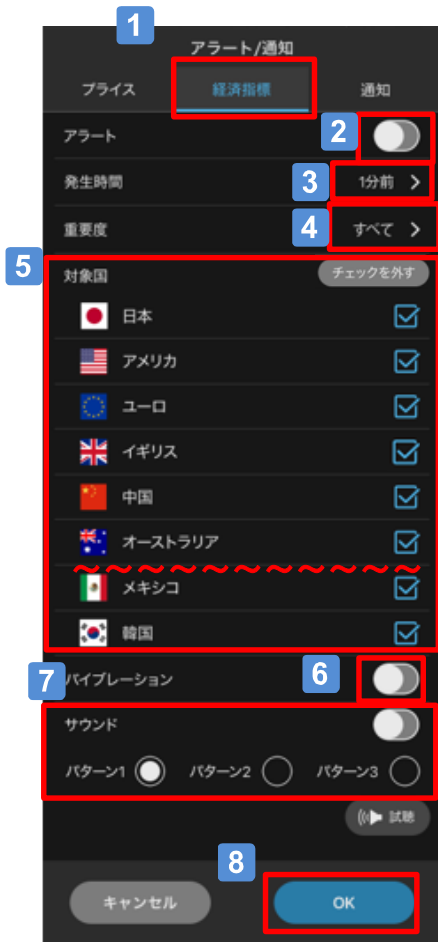 1
アラート/通知
プライス 経済指標 通知
アラート 2
発生時間 3 1分前
重要度 4 すべて
5
対象国 チェックを外す
日本
アメリカ
ユーロ
イギリス
中国
オーストラリア
メキシコ
韓国
7 バイブレーション 6
サウンド
パターン1 パターン2 パターン3
試聴
8
キャンセル OK